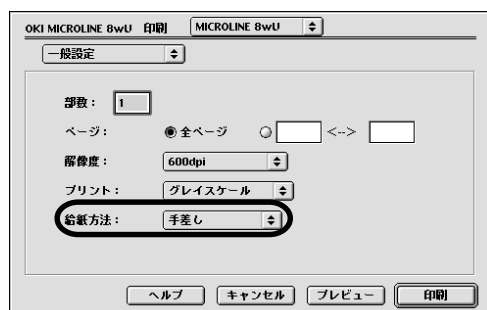 OKI MICROLINE 8wU 印刷 MICROLINE 8wU
一般設定
部数： 1
ページ： 全ページ <-->
解像度： 600dpi
プリント： グレイスケール
給紙方法： 手差し
ヘルプ キャンセル プレビュー 印刷